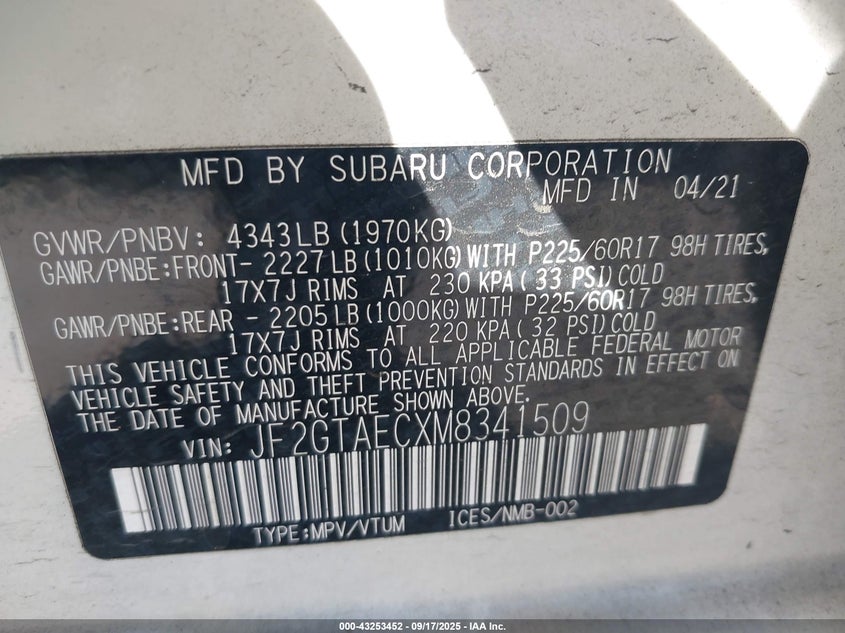 MFD BY SUBARU CORPORATION
MFD IN 04/21
GVWR/PNBV: 4343LB (1970KG)
GAWR/PNBE:FRONT- 2227LB (1010KG) WITH P225/60R17 98H TIRES,
17X7J RIMS AT 230 KPA( 33 PSI) COLD
GAWR/PNBE:REAR - 2205LB (1000KG) WITH P225/60R17 98H TIRES,
17X7J RIMS AT 220 KPA( 32 PSI) COLD
THIS VEHICLE CONFORMS TO ALL APPLICABLE FEDERAL MOTOR
VEHICLE SAFETY AND THEFT PREVENTION STANDARDS IN EFFECT ON
THE DATE OF MANUFACTURE SHOWN ABOVE.
VIN: JF2GTAECXM8341509
TYPE:MPV/VTUM ICES/NMB-002
000-43253452 - 09/17/2025 - IAA Inc.